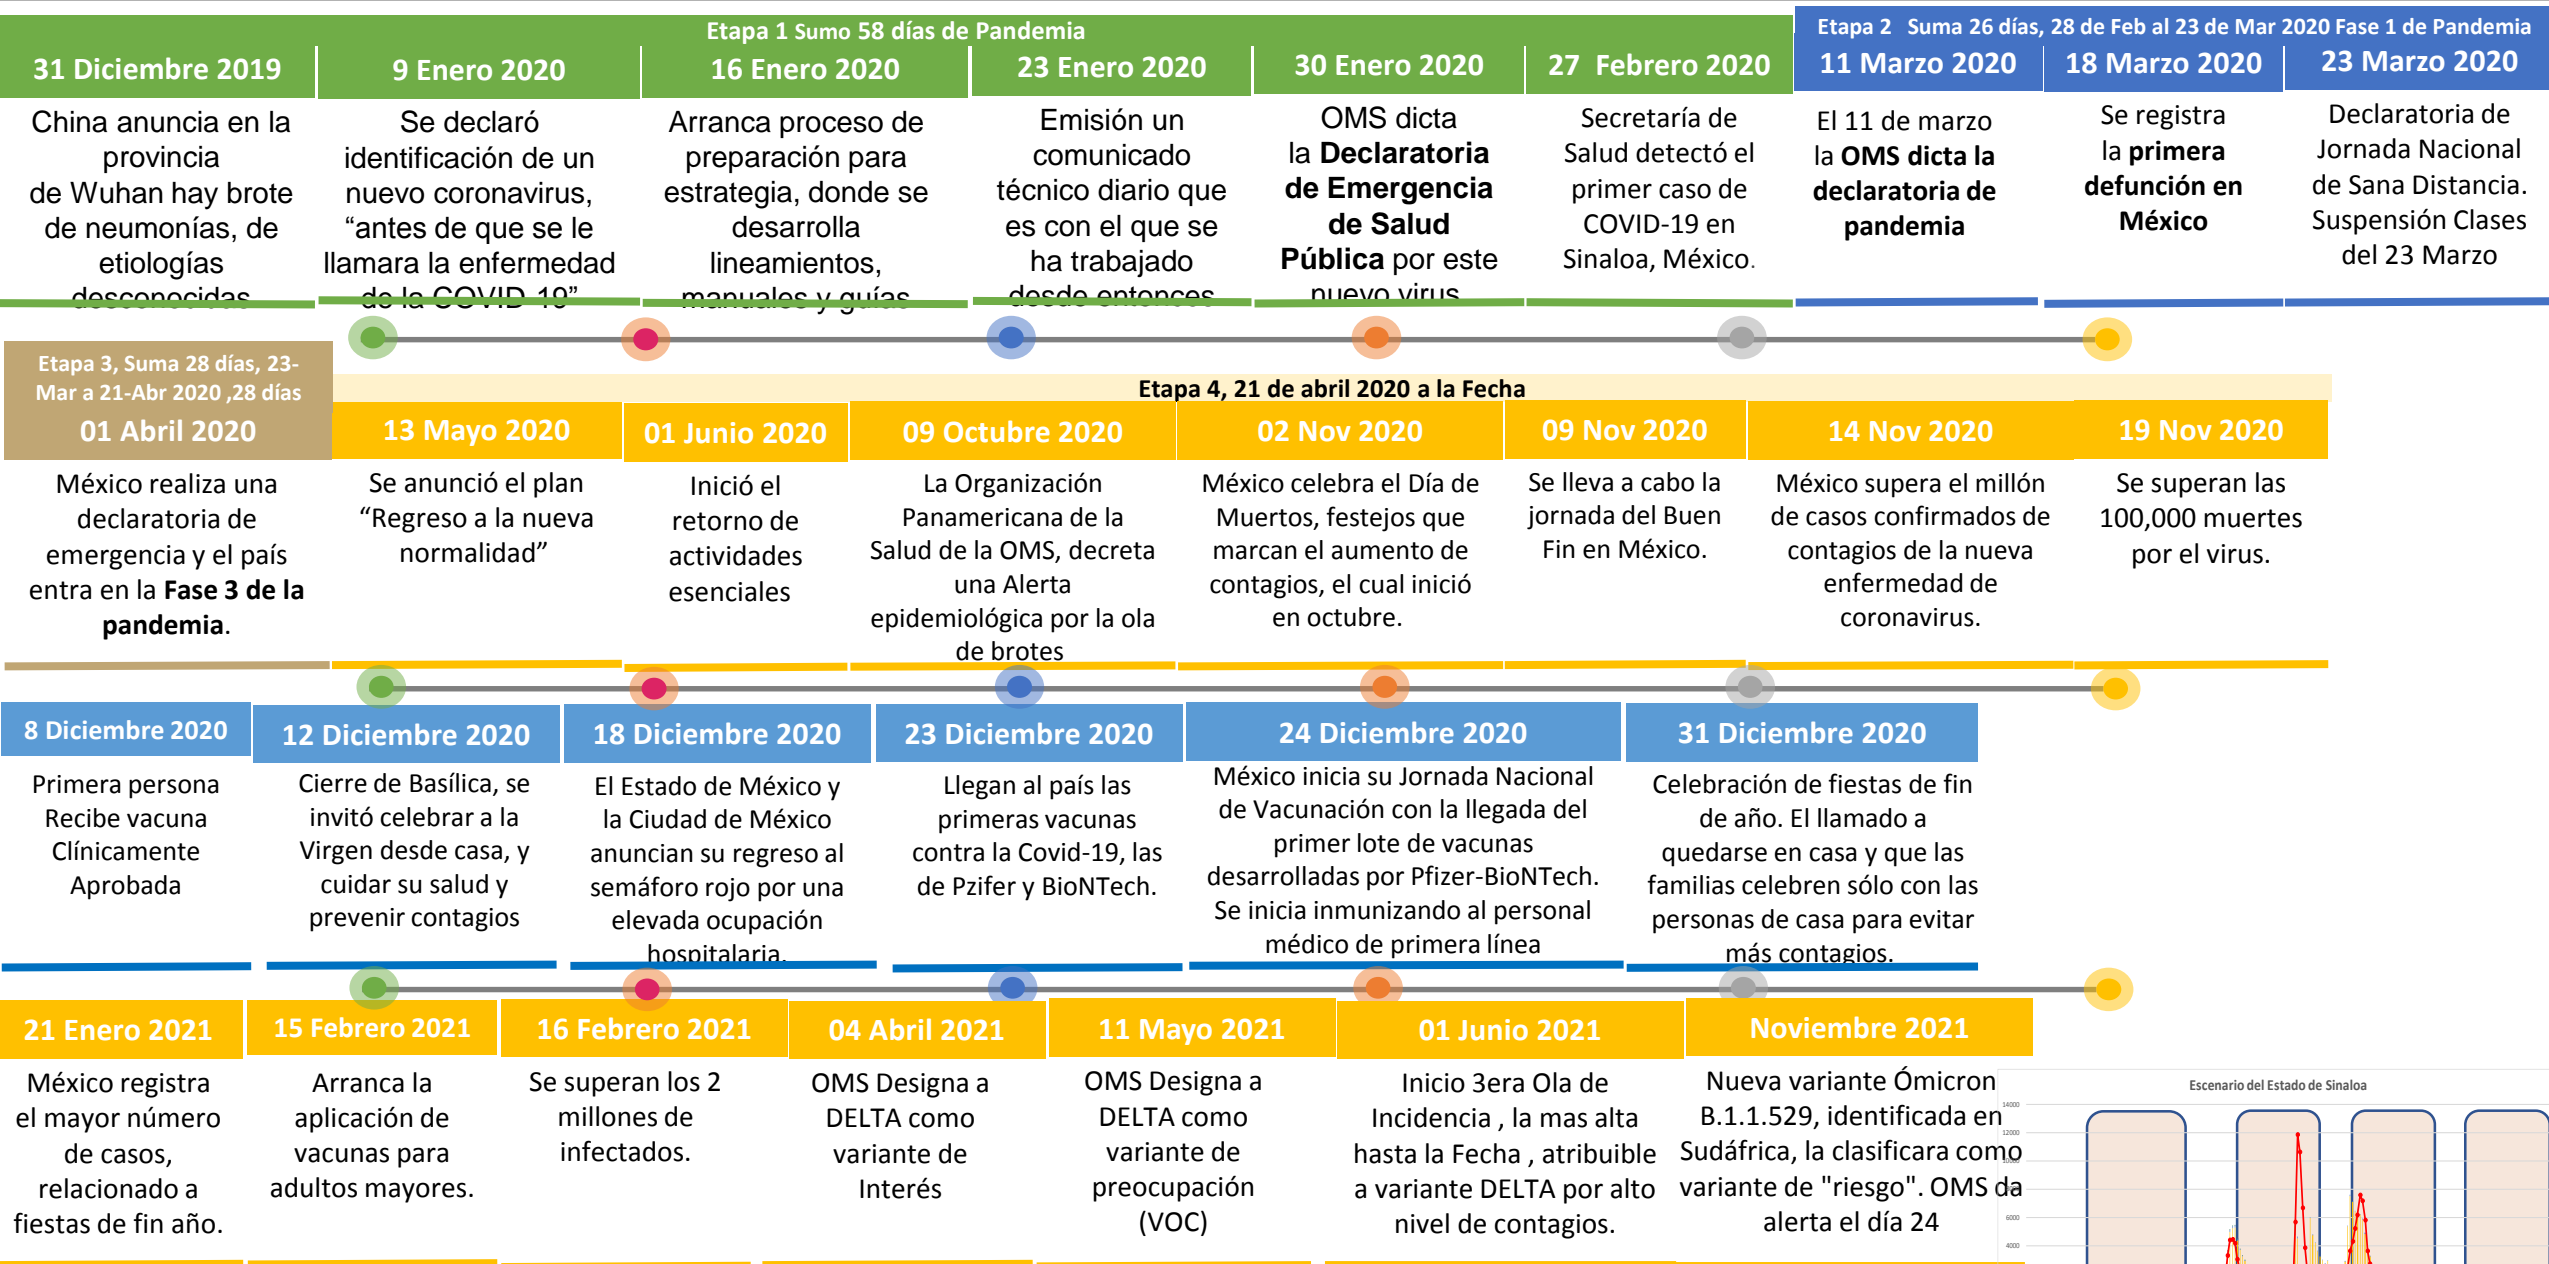 Etapa 1 Sumo 58 días de Pandemia
Etapa 2 Suma 26 días, 28 de Feb al 23 de Mar 2020 Fase 1 de Pandemia
31 Diciembre 2019
China anuncia en la
provincia
de Wuhan hay brote
de neumonías, de
etiologías
desconocidas
9 Enero 2020
Se declaró
identificación de un
nuevo coronavirus,
“antes de que se le
llamara la enfermedad
de la COVID-19”
16 Enero 2020
Arranca proceso de
preparación para
estrategia, donde se
desarrolla
lineamientos,
manuales y guías
23 Enero 2020
Emisión un
comunicado
técnico diario que
es con el que se
ha trabajado
desde entonces
30 Enero 2020
OMS dicta
la Declaratoria
de Emergencia
de Salud
Pública por este
nuevo virus
27 Febrero 2020
Secretaría de
Salud detectó el
primer caso de
COVID-19 en
Sinaloa, México.
11 Marzo 2020
El 11 de marzo
la OMS dicta la
declaratoria de
pandemia
18 Marzo 2020
Se registra
la primera
defunción en
México
23 Marzo 2020
Declaratoria de
Jornada Nacional
de Sana Distancia.
Suspensión Clases
del 23 Marzo
Etapa 3, Suma 28 días, 23-
Mar a 21-Abr 2020 ,28 días
Etapa 4, 21 de abril 2020 a la Fecha
01 Abril 2020
México realiza una
declaratoria de
emergencia y el país
entra en la Fase 3 de la
pandemia.
13 Mayo 2020
Se anunció el plan
“Regreso a la nueva
normalidad”
01 Junio 2020
Inició el
retorno de
actividades
esenciales
09 Octubre 2020
La Organización
Panamericana de la
Salud de la OMS, decreta
una Alerta
epidemiológica por la ola
de brotes
02 Nov 2020
México celebra el Día de
Muertos, festejos que
marcan el aumento de
contagios, el cual inició
en octubre.
09 Nov 2020
Se lleva a cabo la
jornada del Buen
Fin en México.
14 Nov 2020
México supera el millón
de casos confirmados de
contagios de la nueva
enfermedad de
coronavirus.
19 Nov 2020
Se superan las
100,000 muertes
por el virus.
8 Diciembre 2020
Primera persona
Recibe vacuna
Clínicamente
Aprobada
12 Diciembre 2020
Cierre de Basílica, se
invitó celebrar a la
Virgen desde casa, y
cuidar su salud y
prevenir contagios
18 Diciembre 2020
El Estado de México y
la Ciudad de México
anuncian su regreso al
semáforo rojo por una
elevada ocupación
hospitalaria.
23 Diciembre 2020
Llegan al país las
primeras vacunas
contra la Covid-19, las
de Pzifer y BioNTech.
24 Diciembre 2020
México inicia su Jornada Nacional
de Vacunación con la llegada del
primer lote de vacunas
desarrolladas por Pfizer-BioNTech.
Se inicia inmunizando al personal
médico de primera línea
31 Diciembre 2020
Celebración de fiestas de fin
de año. El llamado a
quedarse en casa y que las
familias celebren sólo con las
personas de casa para evitar
más contagios.
21 Enero 2021
México registra
el mayor número
de casos,
relacionado a
fiestas de fin año.
15 Febrero 2021
Arranca la
aplicación de
vacunas para
adultos mayores.
16 Febrero 2021
Se superan los 2
millones de
infectados.
04 Abril 2021
OMS Designa a
DELTA como
variante de
Interés
11 Mayo 2021
OMS Designa a
DELTA como
variante de
preocupación
(VOC)
01 Junio 2021
Inicio 3era Ola de
Incidencia , la mas alta
hasta la Fecha , atribuible
a variante DELTA por alto
nivel de contagios.
Noviembre 2021
Nueva variante Ómicron
B.1.1.529, identificada en
Sudáfrica, la clasificara como
variante de "riesgo". OMS da
alerta el día 24
Escenario del Estado de Sinaloa
14000
12000
6000
4000